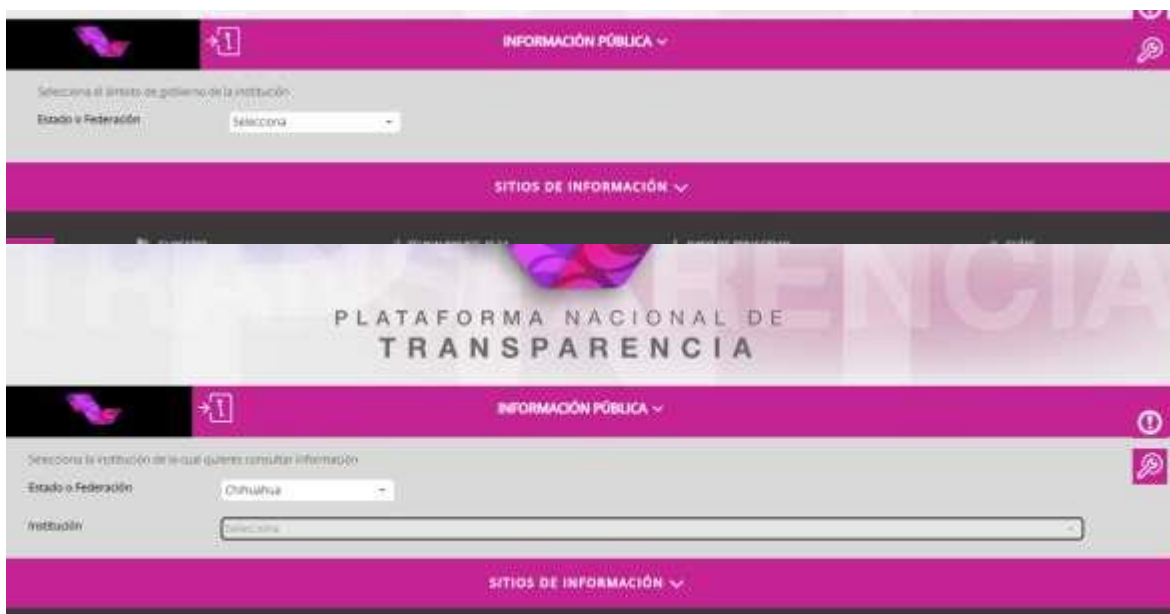 INFORMACIÓN PÚBLICA
Selecciona el ámbito de gobierno de la institución
Estado o Federación Selecciona
SITIOS DE INFORMACIÓN
TRANSPARENCIA
PLATAFORMA NACIONAL DE
TRANSPARENCIA
INFORMACIÓN PÚBLICA
Selecciona la institución de la cual quieres consultar información
Estado o Federación Chihuahua
Institución Selecciona
SITIOS DE INFORMACIÓN